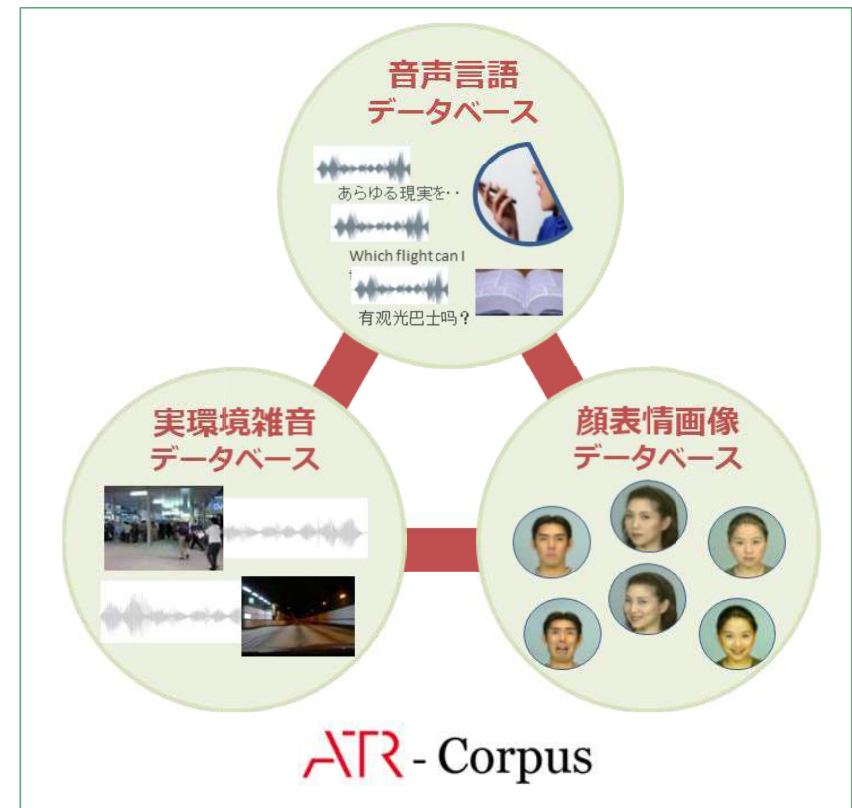 音声言語
データベース
あらゆる現実を・・
Which flight can I
有观光巴士吗？
実環境雑音
データベース
顔表情画像
データベース
ATR - Corpus